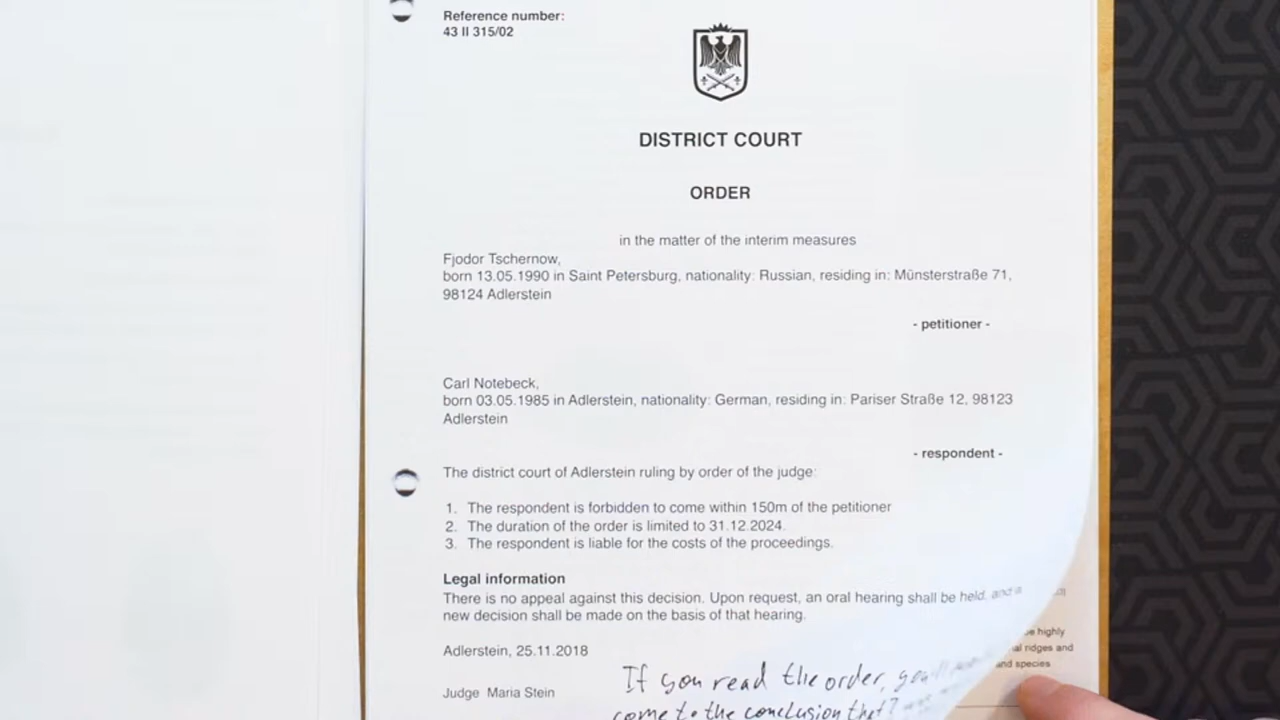 Reference number:
43 II 315/02
DISTRICT COURT
ORDER
in the matter of the interim measures
Fjodor Tschernow,
born 13.05.1990 in Saint Petersburg, nationality: Russian, residing in: Münsterstraße 71,
98124 Adlerstein
- petitioner -
Carl Notebeck,
born 03.05.1985 in Adlerstein, nationality: German, residing in: Pariser Straße 12, 98123
Adlerstein
- respondent -
The district court of Adlerstein ruling by order of the judge:
1. The respondent is forbidden to come within 150m of the petitioner
2. The duration of the order is limited to 31.12.2024.
3. The respondent is liable for the costs of the proceedings.
Legal information
There is no appeal against this decision. Upon request, an oral hearing shall be held, and a
new decision shall be made on the basis of that hearing.
Adlerstein, 25.11.2018
Judge Maria Stein
If you read the order,
come to the conclusion that?
highly
ridges and
and species